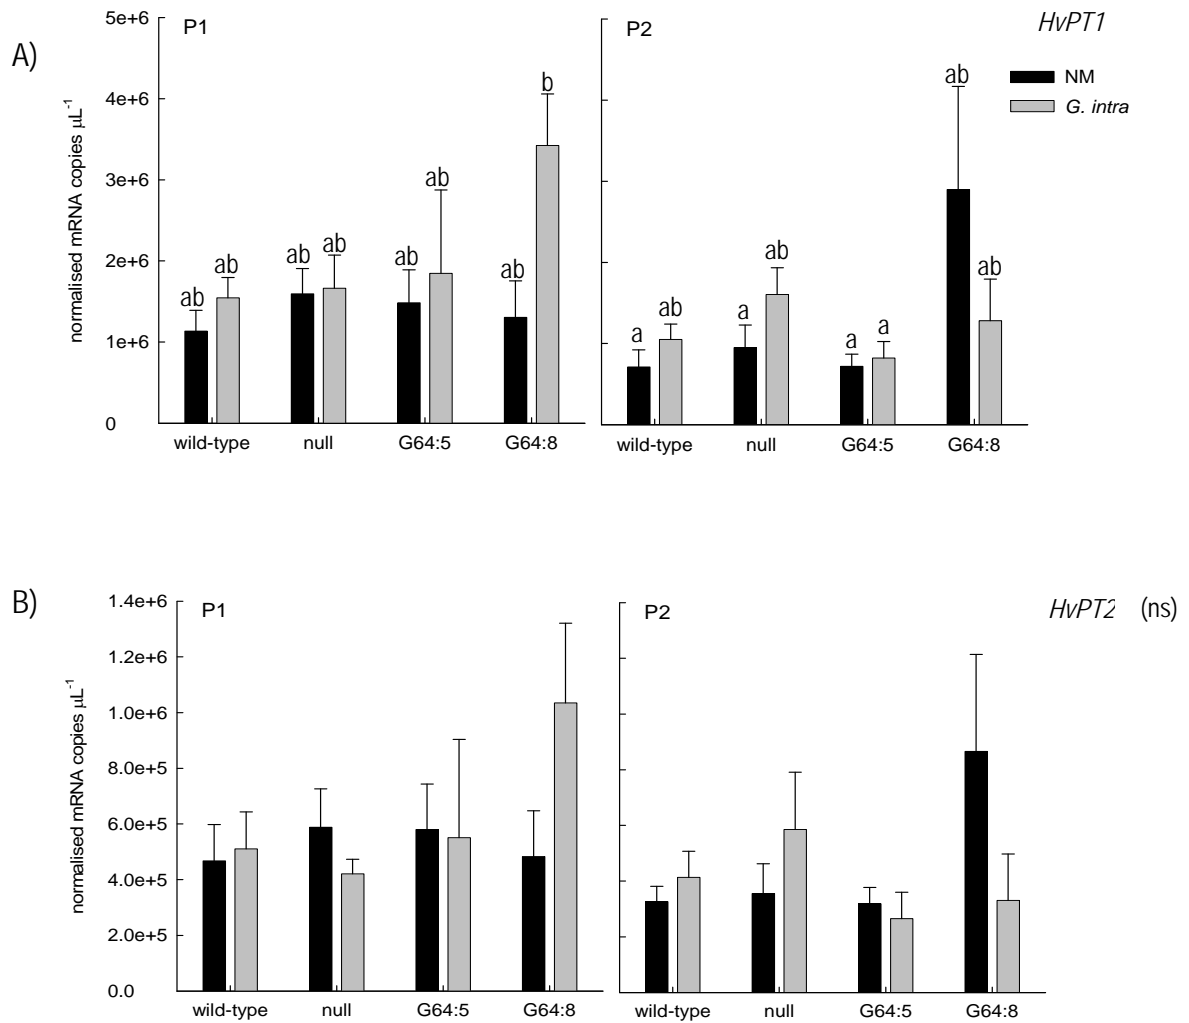 A)
HvPT1
P1
P2
NM
G. intra
normalised mRNA copies µL-1
5e+6
4e+6
3e+6
2e+6
1e+6
0
ab ab ab ab ab ab ab b
a ab a ab a a ab ab
wild-type null G64:5 G64:8
wild-type null G64:5 G64:8
B)
HvPT2 (ns)
P1
P2
normalised mRNA copies µL-1
1.4e+6
1.2e+6
1.0e+6
8.0e+5
6.0e+5
4.0e+5
2.0e+5
0.0
wild-type null G64:5 G64:8
wild-type null G64:5 G64:8